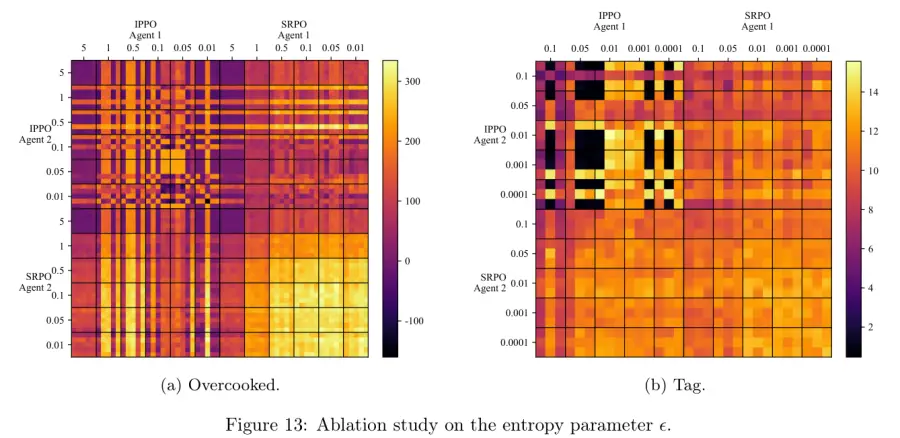 IPPO
Agent 1
SRPO
Agent 1
5 1 0.5 0.1 0.05 0.01 5 1 0.5 0.1 0.05 0.01
5
1
0.5
IPPO
Agent 2
0.1
0.05
0.01
5
1
0.5
SRPO
Agent 2
0.1
0.05
0.01
300
200
100
0
-100
(a) Overcooked.
IPPO
Agent 1
SRPO
Agent 1
0.1 0.05 0.01 0.001 0.0001 0.1 0.05 0.01 0.001 0.0001
0.1
0.05
IPPO
Agent 2
0.01
0.001
0.0001
0.1
0.05
SRPO
Agent 2
0.01
0.001
0.0001
14
12
10
8
6
4
2
(b) Tag.
Figure 13: Ablation study on the entropy parameter ϵ.